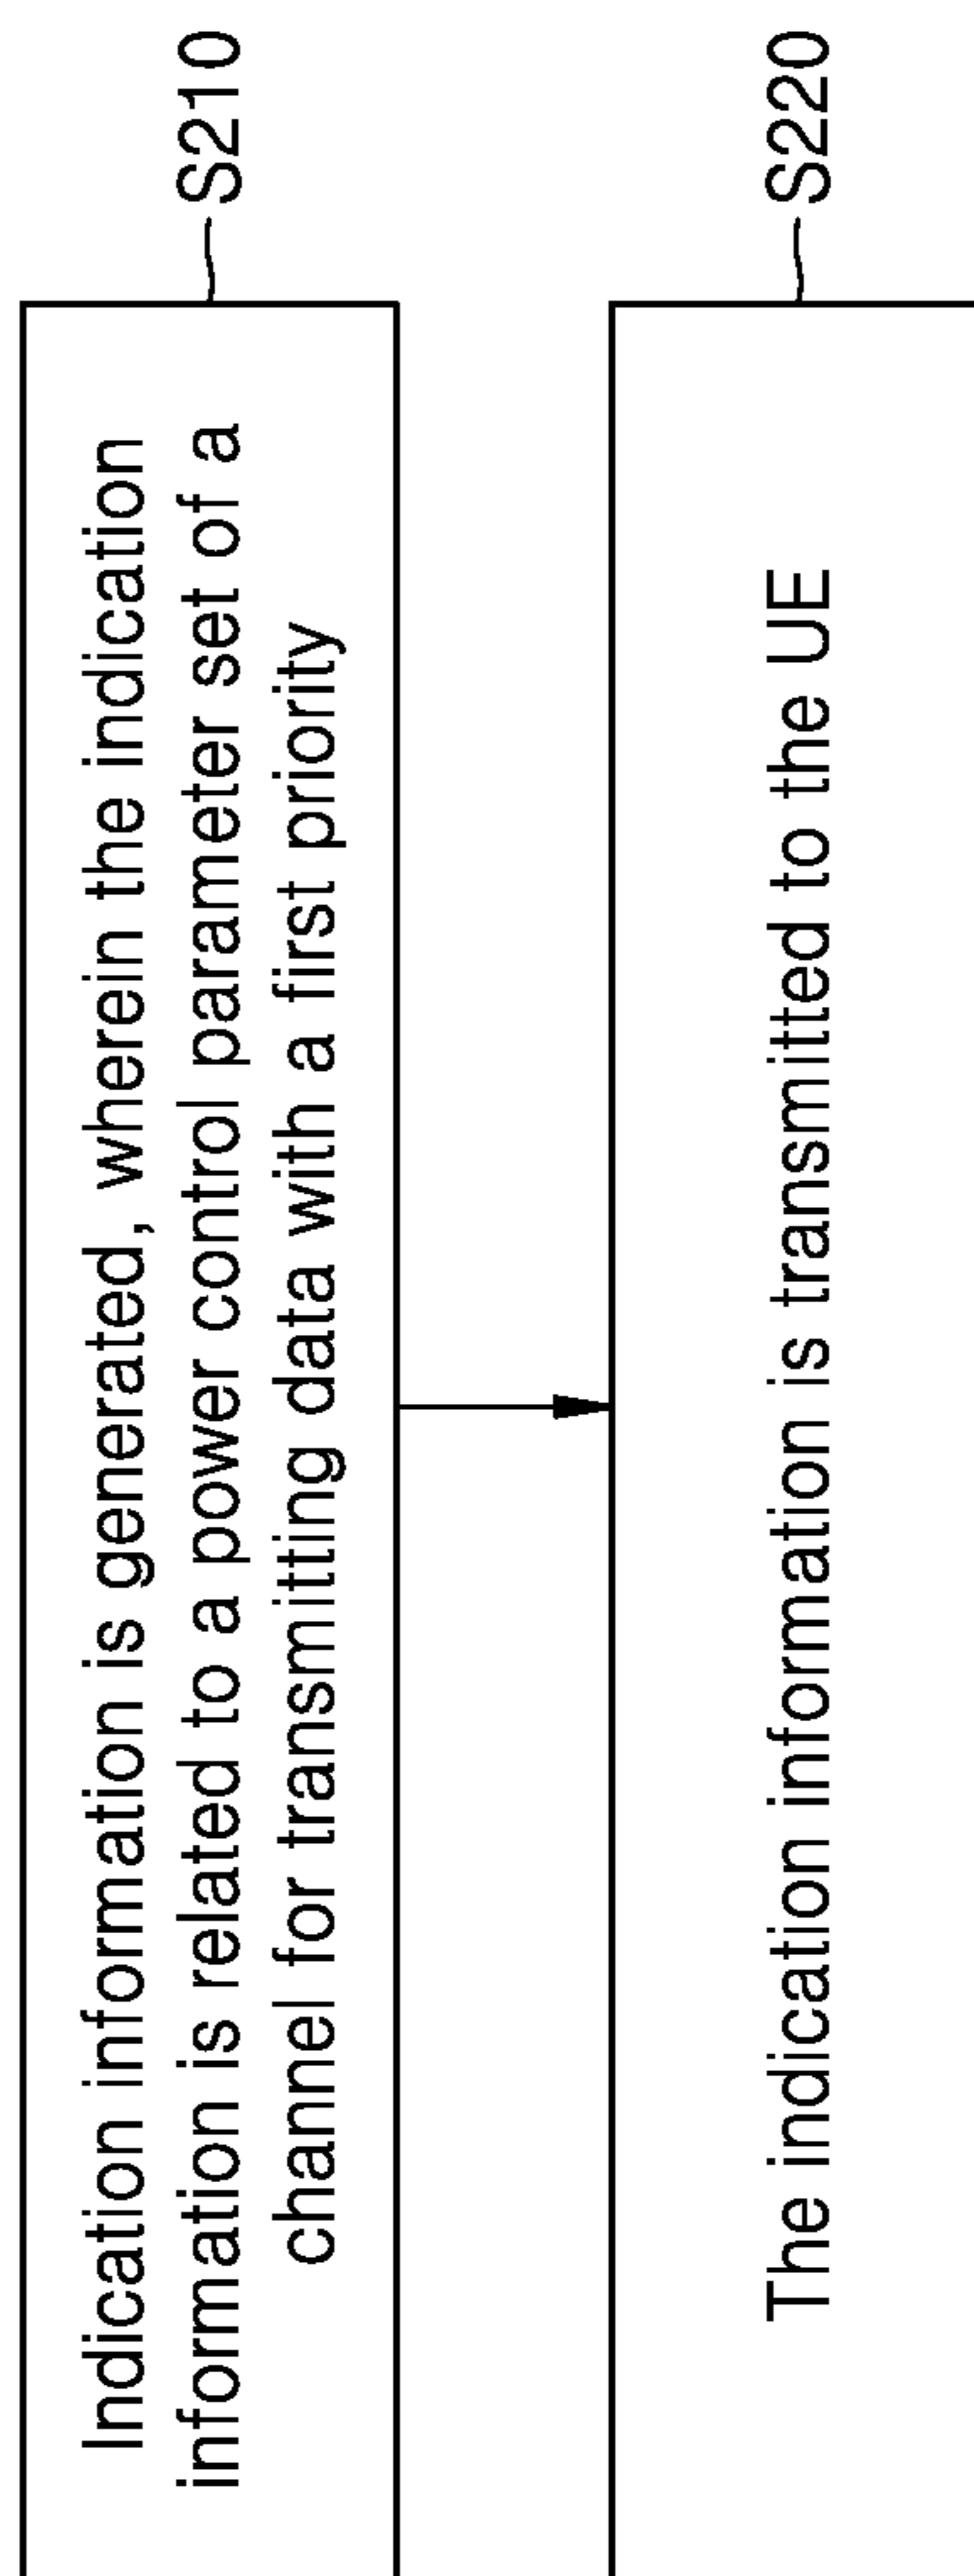 Indication information is generated, wherein the indication
information is related to a power control parameter set of a
channel for transmitting data with a first priority
S210
The indication information is transmitted to the UE
S220